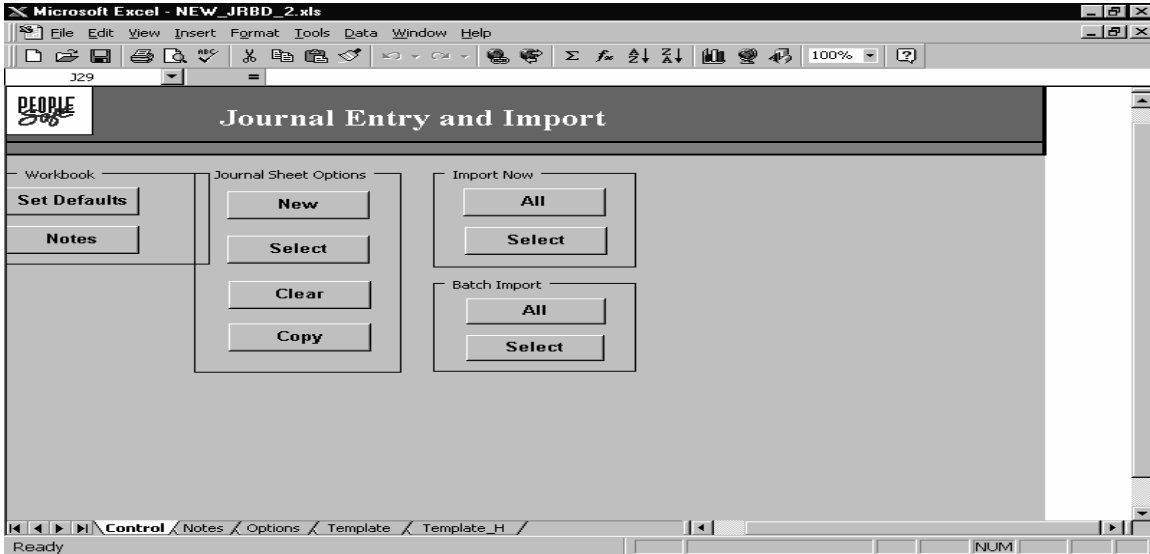 Microsoft Excel - NEW_JRBD_2.xls
File Edit View Insert Format Tools Data Window Help
ABC Σ fx A Z Z A 100% ?
J29 =
PEOPLE Soft
Journal Entry and Import
Workbook
Set Defaults
Notes
Journal Sheet Options
New
Select
Clear
Copy
Import Now
All
Select
Batch Import
All
Select
Control Notes Options Template Template_H
Ready NUM